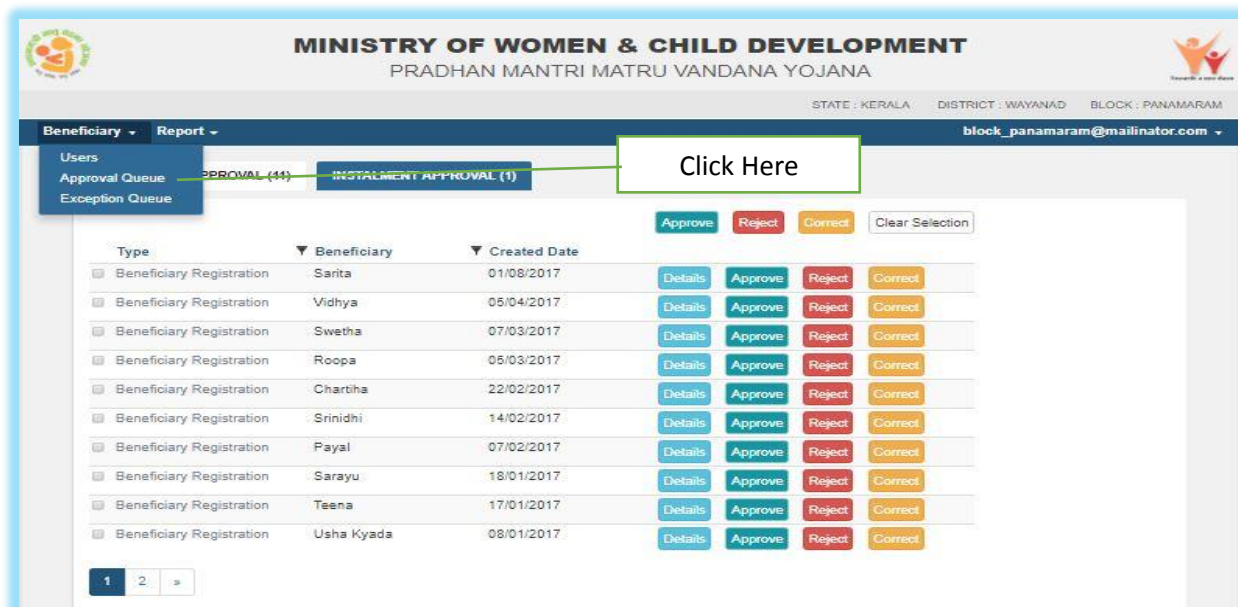 MINISTRY OF WOMEN & CHILD DEVELOPMENT
PRADHAN MANTRI MATRU VANDANA YOJANA
STATE : KERALA DISTRICT : WAYANAD BLOCK : PANAMARAM
Beneficiary Report block_panamaram@mailinator.com
Users
Approval Queue PPROVAL (11) INSTALMENT APPROVAL (1) Click Here
Exception Queue
Approve Reject Correct Clear Selection
Type Beneficiary Created Date
Beneficiary Registration Sarita 01/08/2017 Details Approve Reject Correct
Beneficiary Registration Vidhya 05/04/2017 Details Approve Reject Correct
Beneficiary Registration Swetha 07/03/2017 Details Approve Reject Correct
Beneficiary Registration Roopa 05/03/2017 Details Approve Reject Correct
Beneficiary Registration Chartiha 22/02/2017 Details Approve Reject Correct
Beneficiary Registration Srinidhi 14/02/2017 Details Approve Reject Correct
Beneficiary Registration Payal 07/02/2017 Details Approve Reject Correct
Beneficiary Registration Sarayu 18/01/2017 Details Approve Reject Correct
Beneficiary Registration Teena 17/01/2017 Details Approve Reject Correct
Beneficiary Registration Usha Kyada 08/01/2017 Details Approve Reject Correct
1 2 »